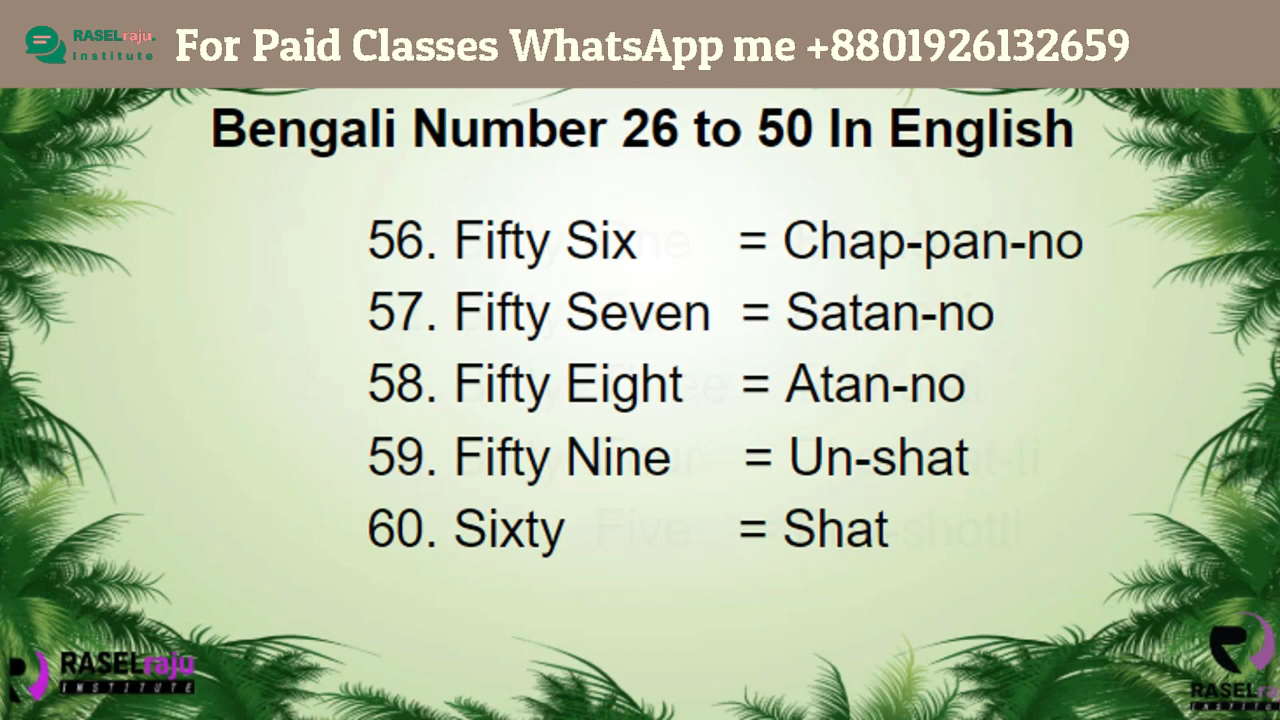 RASELraju.
Institute
For Paid Classes WhatsApp me +8801926132659
Bengali Number 26 to 50 In English
56. Fifty Six = Chap-pan-no
57. Fifty Seven = Satan-no
58. Fifty Eight = Atan-no
59. Fifty Nine = Un-shat
60. Sixty = Shat
RASELraju
INSTITUTE